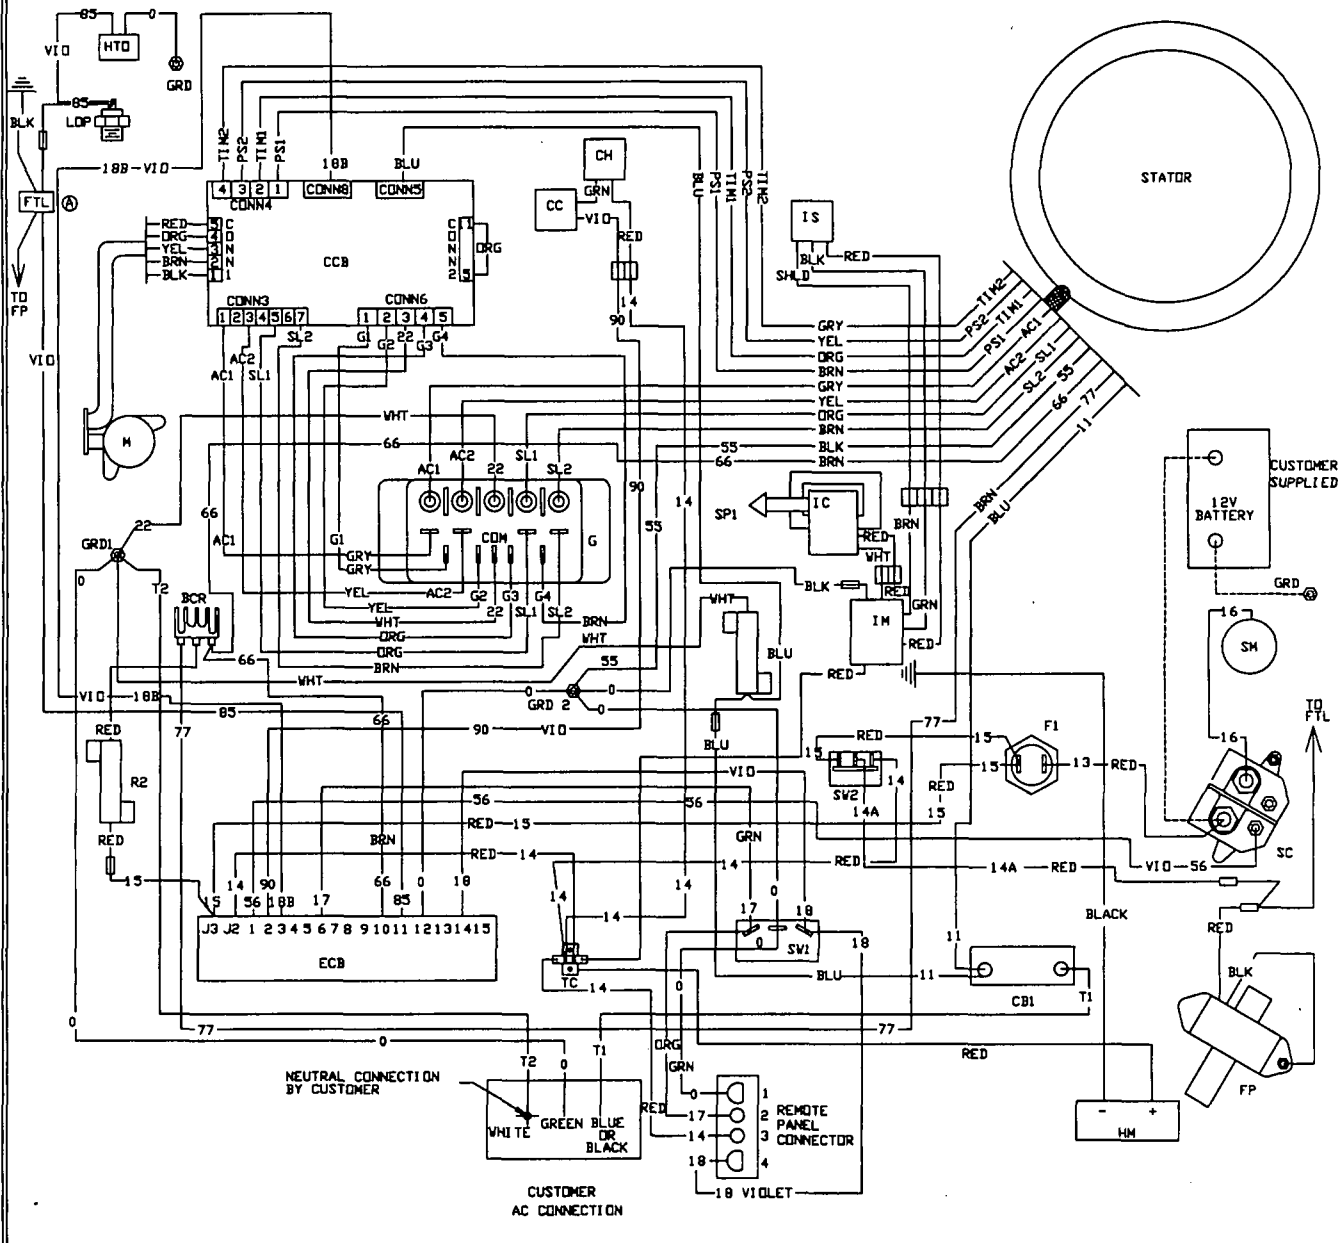 85
0
HTO
VIO
GRD
85
BLK
LOP
18B-VIO
FTL
A
TO
FP
VIO
TIM2
PS2
TIM1
PS1
18B
BLU
4 3 2 1
CONN8
CONN5
CONN4
RED 5 C
ORG 4 O
YEL 3 N
BRN 2 N
BLK 1 1
CCB
C 11
O
N
N
2 5
ORG
CONN3
1 2 3 4 5 6 7
CONN6
1 2 3 4 5
SL2
AC2
AC1
SL1
G1
G2
22
G3
G4
CH
GRN
CC
VIO
RED
14
90
BLU
PS1
TIM1
PS2
TIM2
IS
BLK
RED
SHLD
STATOR
TIM2
PS2
TIM1
PS1
AC1
AC2
SL1
SL2
55
66
77
11
GRY
YEL
ORG
BRN
GRY
YEL
ORG
BRN
55 BLK
66 BRN
M
WHT
66
AC1
AC2
22
SL1
SL2
COM
G
66
22
GRD1
0
T2
AC1
G1
GRY
GRY
YEL
AC2
G2
22
G3
SL1
G4
SL2
YEL
WHT
ORG
ORG
BRN
BRN
WHT
90
55
14
SP1
IC
RED
WHT
BRN
BRN
BLU
RED
GRN
BLK
IM
RED
RED
CUSTOMER
SUPPLIED
12V
BATTERY
GRD
16
SM
16
SC
TO
FTL
BCR
66
WHT
55
0
GRD 2
0
0
WHT
BLU
BLU
VIO 18B
85
77
66
90 VIO
77
RED
R2
RED
15
BRN
66
85
0
18
VIO
56
56
RED 15
RED 14
GRN
15
14
56
90
18B
17
J3 J2 1 2 3 4 5 6 7 8 9 10 11 12 13 14 15
ECB
RED
15
15
SW2
14
14A
15
F1
15
13 RED
RED
15
14 RED
14A RED
VIO 56
14
14
14
TC
14
0
17
18
0
SW1
18
BLU 11
11
CB1
T1
BLACK
RED
BLK
FP
0
0
77
77
T2
0
T1
0
ORG
GRN
RED
RED
NEUTRAL CONNECTION
BY CUSTOMER
WHITE
GREEN
BLUE
OR
BLACK
CUSTOMER
AC CONNECTION
0 1
17 2
14 3
18 4
REMOTE
PANEL
CONNECTOR
18 VIOLET
- +
HM